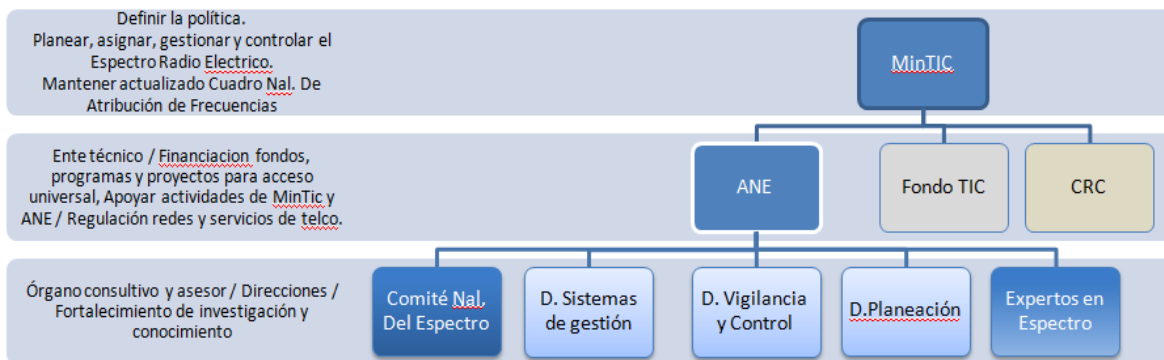 Definir la política.
Planear, asignar, gestionar y controlar el
Espectro Radio Electrico.
Mantener actualizado Cuadro Nal. De
Atribución de Frecuencias
MinTIC
Ente técnico / Financiacion fondos,
programas y proyectos para acceso
universal, Apoyar actividades de MinTic y
ANE / Regulación redes y servicios de telco.
ANE
Fondo TIC
CRC
Órgano consultivo y asesor / Direcciones /
Fortalecimiento de investigación y
conocimiento
Comité Nal.
Del Espectro
D. Sistemas
de gestión
D. Vigilancia
y Control
D.Planeación
Expertos en
Espectro